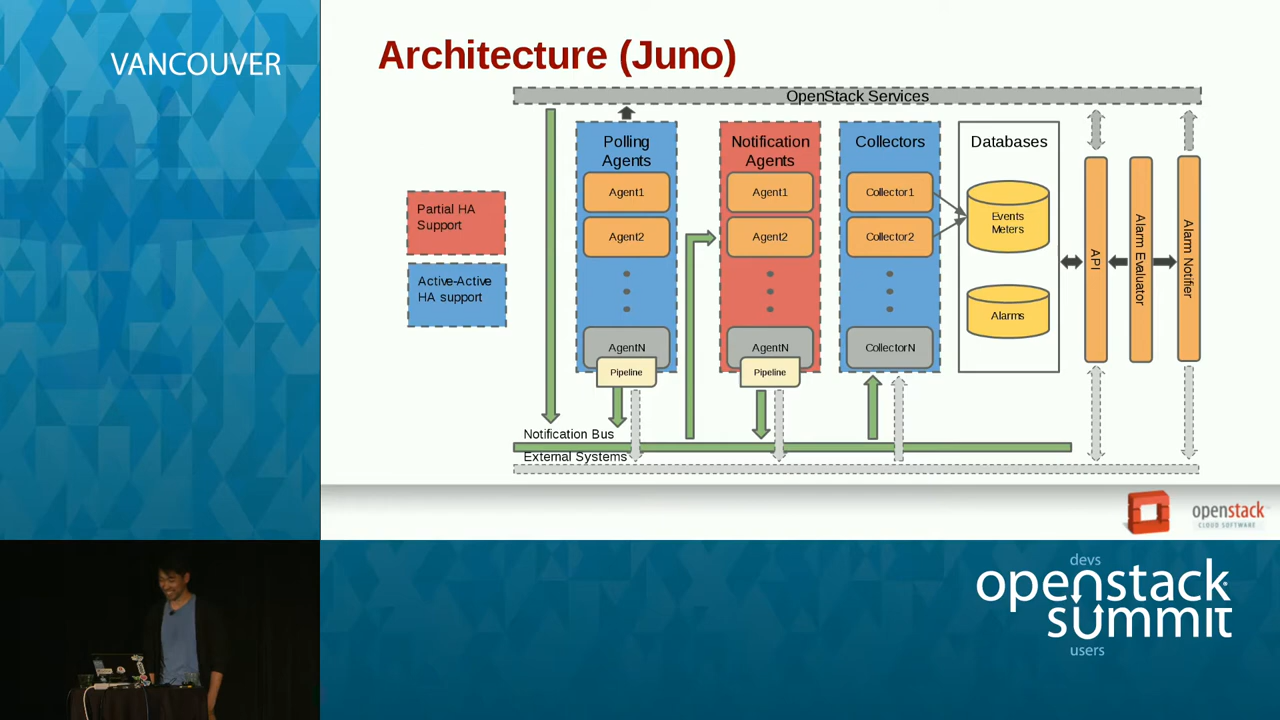 VANCOUVER
Architecture (Juno)
OpenStack Services
Partial HA
Support
Active-Active
HA support
Polling
Agents
Agent1
Agent2
AgentN
Pipeline
Notification
Agents
Agent1
Agent2
AgentN
Pipeline
Collectors
Collector1
Collector2
CollectorN
Databases
Events
Meters
Alarms
API
Alarm Evaluator
Alarm Notifier
Notification Bus
External Systems
openstack
CLOUD SOFTWARE
devs
openstack
summit
users